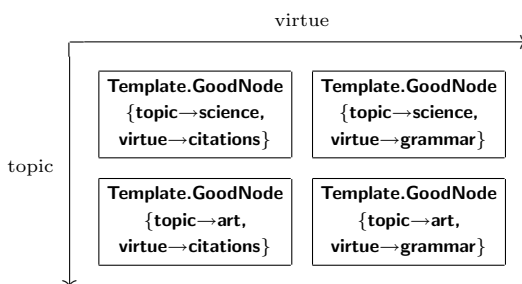 virtue
topic
Template.GoodNode
{topic→science,
virtue→citations}
Template.GoodNode
{topic→science,
virtue→grammar}
Template.GoodNode
{topic→art,
virtue→citations}
Template.GoodNode
{topic→art,
virtue→grammar}